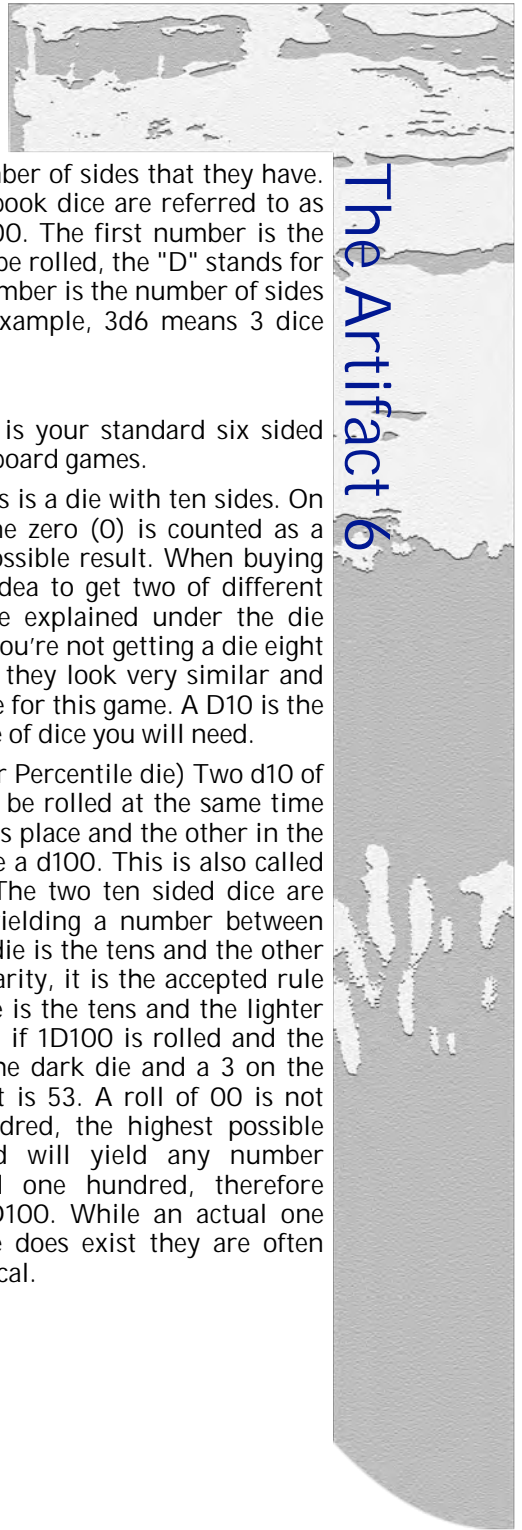 ber of sides that they have.
book dice are referred to as
00. The first number is the
be rolled, the "D" stands for
mber is the number of sides
example, 3d6 means 3 dice
is your standard six sided
board games.
s is a die with ten sides. On
ne zero (0) is counted as a
ossible result. When buying
dea to get two of different
e explained under the die
ou're not getting a die eight
they look very similar and
e for this game. A D10 is the
e of dice you will need.
r Percentile die) Two d10 of
be rolled at the same time
s place and the other in the
e a d100. This is also called
The two ten sided dice are
ielding a number between
die is the tens and the other
arity, it is the accepted rule
e is the tens and the lighter
if 1D100 is rolled and the
he dark die and a 3 on the
t is 53. A roll of 00 is not
dred, the highest possible
d will yield any number
l one hundred, therefore
D100. While an actual one
e does exist they are often
cal.
The Artifact 6